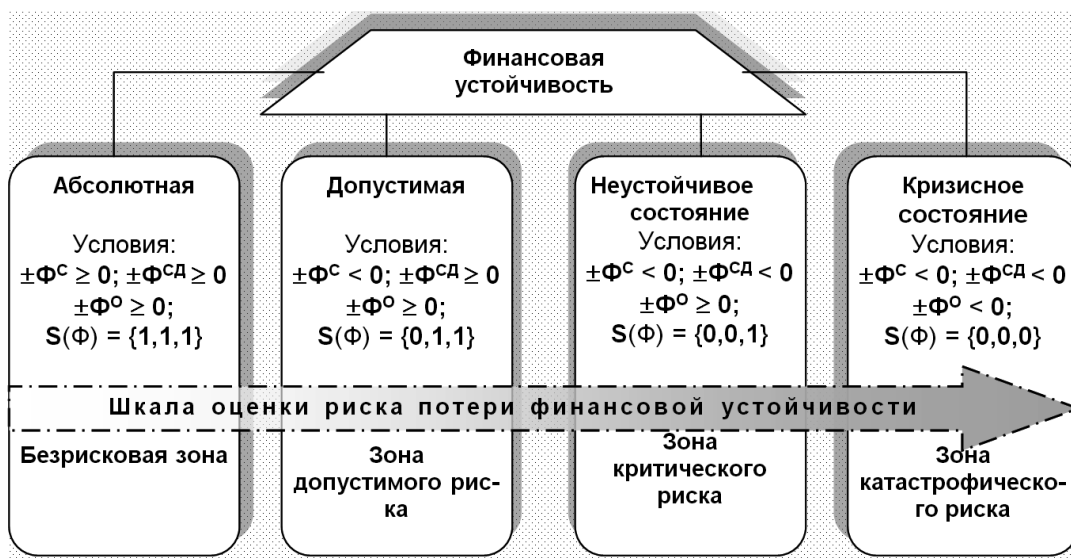 Финансовая
устойчивость
Абсолютная
Условия:
±Фᶜ ≥ 0; ±Фᶜᴰ ≥ 0
±Фᴼ ≥ 0;
S(Ф) = {1,1,1}
Допустимая
Условия:
±Фᶜ < 0; ±Фᶜᴰ ≥ 0
±Фᴼ ≥ 0;
S(Ф) = {0,1,1}
Неустойчивое
состояние
Условия:
±Фᶜ < 0; ±Фᶜᴰ < 0
±Фᴼ ≥ 0;
S(Ф) = {0,0,1}
Кризисное
состояние
Условия:
±Фᶜ < 0; ±Фᶜᴰ < 0
±Фᴼ < 0;
S(Ф) = {0,0,0}
Шкала оценки риска потери финансовой устойчивости
Безрисковая зона
Зона
допустимого рис-
ка
Зона
критического
риска
Зона
катастрофическо-
го риска